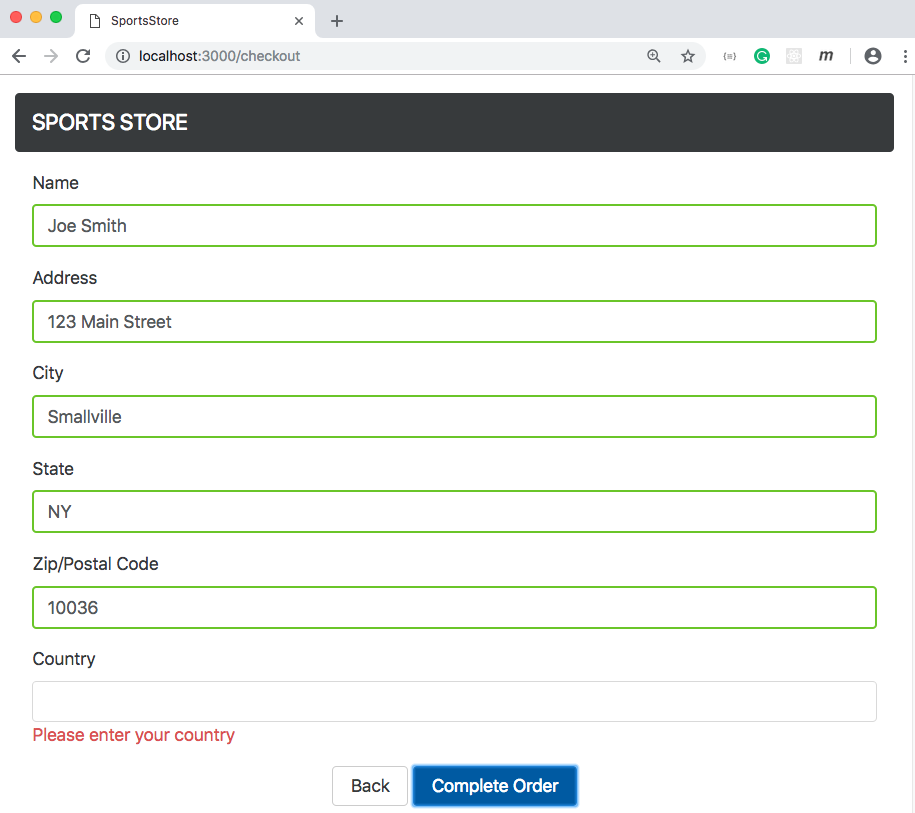 SportsStore
localhost:3000/checkout
SPORTS STORE
Name
Joe Smith
Address
123 Main Street
City
Smallville
State
NY
Zip/Postal Code
10036
Country
Please enter your country
Back Complete Order